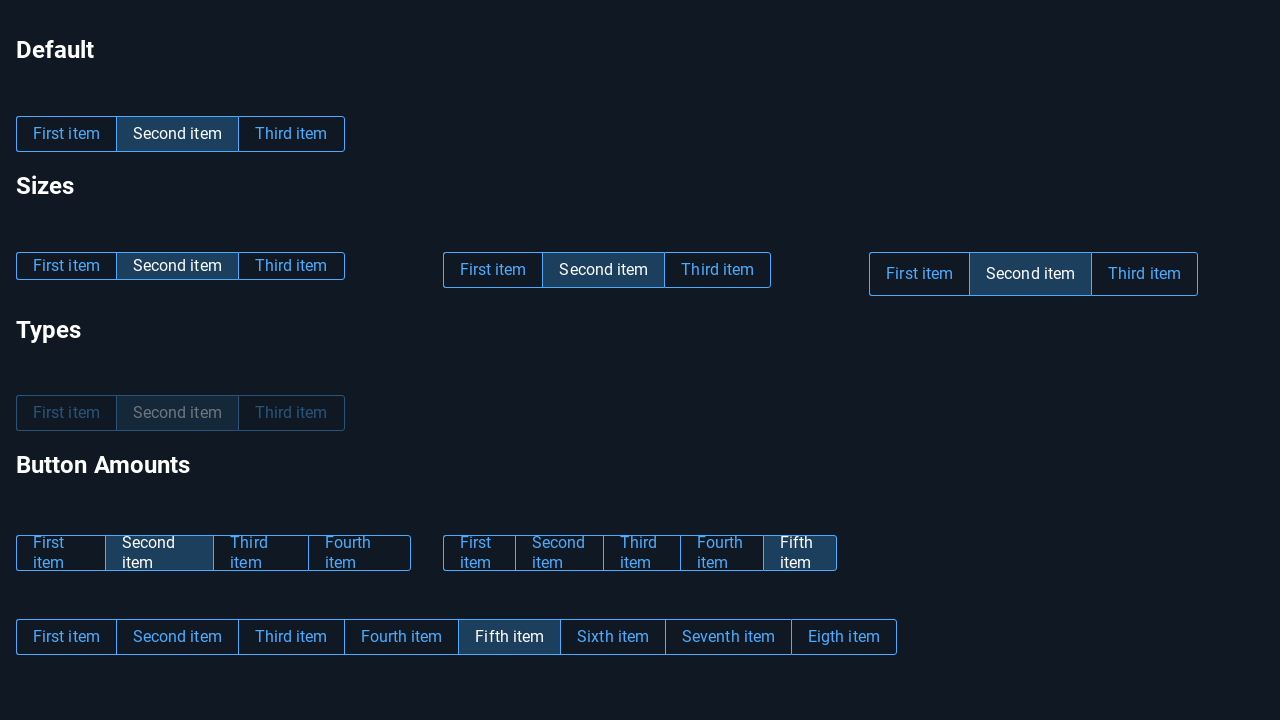 Default
First item Second item Third item
Sizes
First item Second item Third item First item Second item Third item First item Second item Third item
Types
First item Second item Third item
Button Amounts
First Second Third Fourth First Second Third Fourth Fifth
item item item item item item item item item
First item Second item Third item Fourth item Fifth item Sixth item Seventh item Eigth item